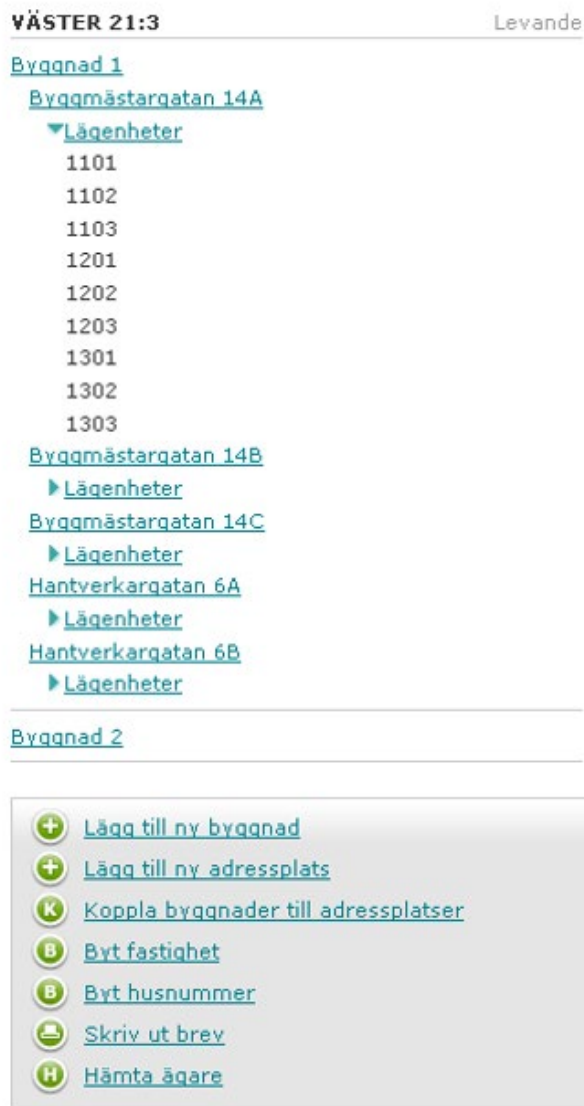 VÄSTER 21:3 Levande
Byggnad 1
Byggmästargatan 14A
Lägenheter
1101
1102
1103
1201
1202
1203
1301
1302
1303
Byggmästargatan 14B
Lägenheter
Byggmästargatan 14C
Lägenheter
Hantverkargatan 6A
Lägenheter
Hantverkargatan 6B
Lägenheter
Byggnad 2
Lägg till ny byggnad
Lägg till ny adressplats
K Koppla byggnader till adressplatser
B Byt fastighet
B Byt husnummer
Skriv ut brev
H Hämta ägare